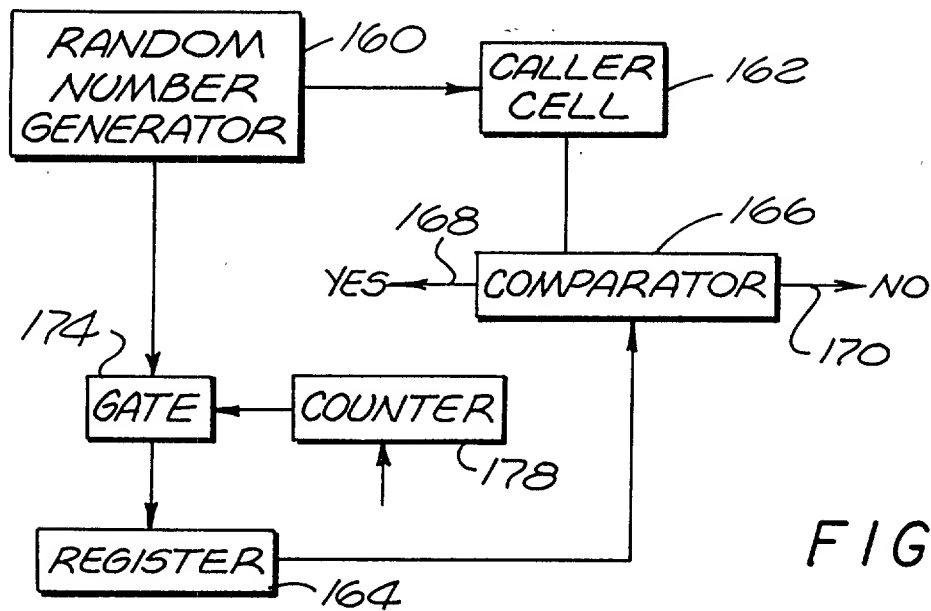 RANDOM
NUMBER
GENERATOR
160
CALLER
CELL
162
166
168
YES
COMPARATOR
NO
170
174
GATE
COUNTER
178
REGISTER
164
FIG